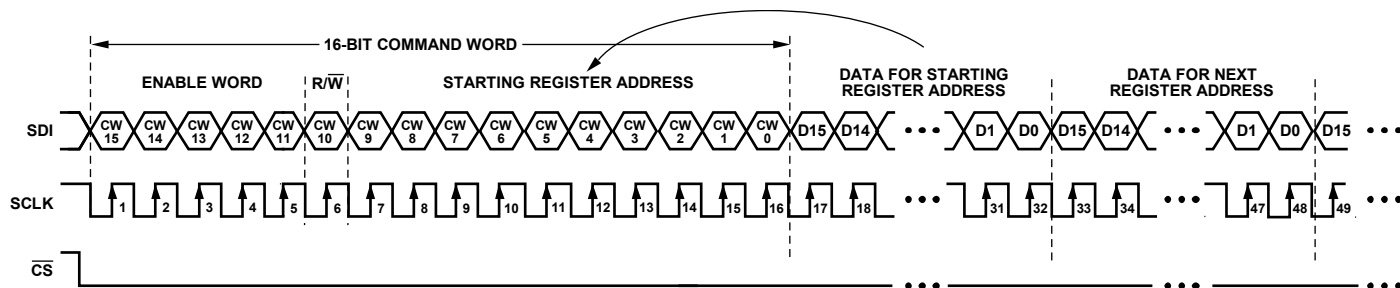 16-BIT COMMAND WORD
ENABLE WORD R/W STARTING REGISTER ADDRESS DATA FOR STARTING REGISTER ADDRESS DATA FOR NEXT REGISTER ADDRESS
SDI CW 15 CW 14 CW 13 CW 12 CW 11 CW 10 CW 9 CW 8 CW 7 CW 6 CW 5 CW 4 CW 3 CW 2 CW 1 CW 0 D15 D14 ••• D1 D0 D15 D14 ••• D1 D0 D15 •••
SCLK 1 2 3 4 5 6 7 8 9 10 11 12 13 14 15 16 17 18 ••• 31 32 33 34 ••• 47 48 49 •••
CS ••• ••• •••